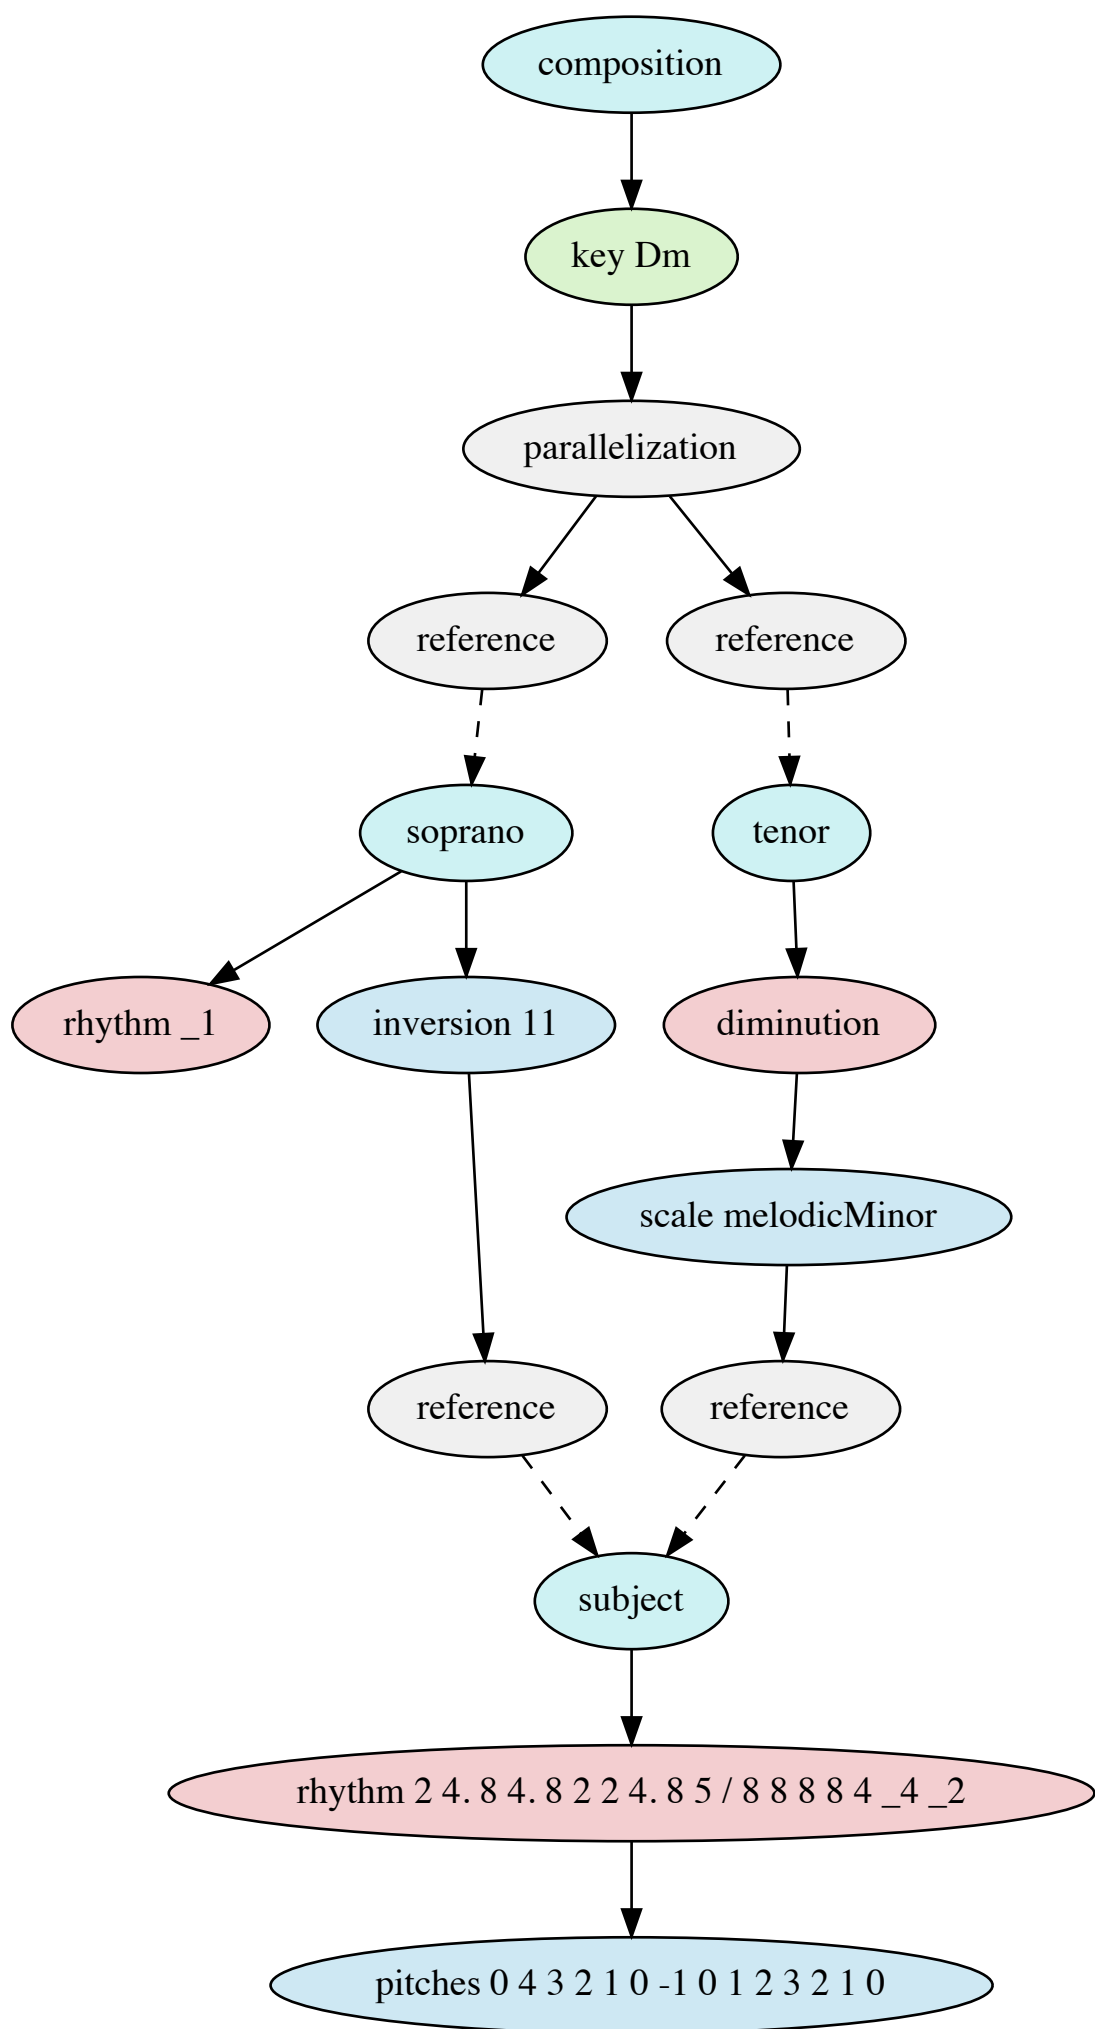 composition
key Dm
parallelization
reference
reference
soprano
tenor
rhythm _1
inversion 11
diminution
scale melodicMinor
reference
reference
subject
rhythm 2 4. 8 4. 8 2 2 4. 8 5 / 8 8 8 8 4 _4 _2
pitches 0 4 3 2 1 0 -1 0 1 2 3 2 1 0